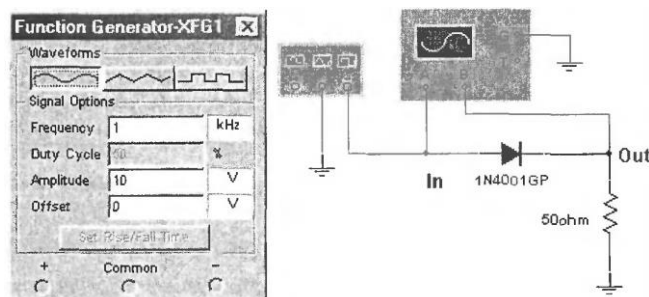 Function Generator-XFG1
Waveforms
Signal Options
Frequency 1 kHz
Duty Cycle 50 %
Amplitude 10 V
Offset 0 V
Set Rise/Fall Time
+ Common -
In
1N4001GP
Out
50ohm